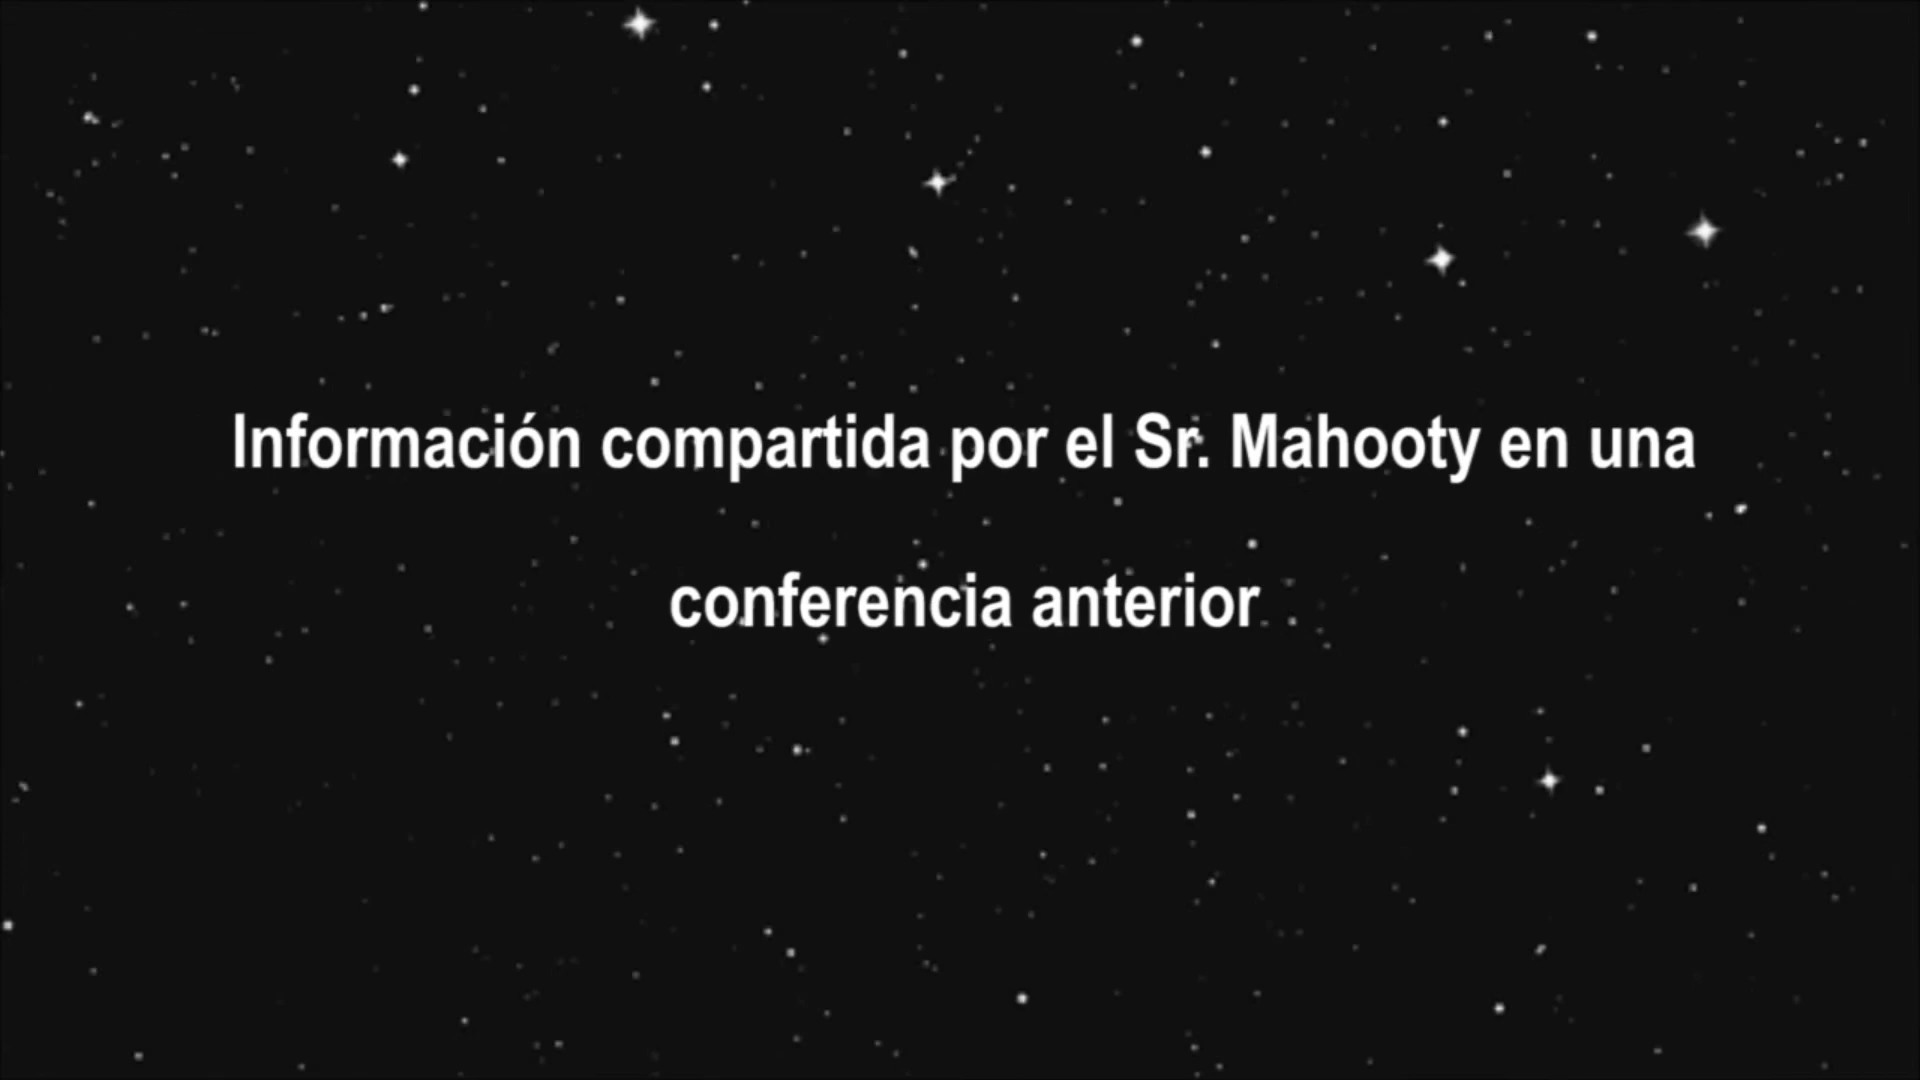 Información compartida por el Sr. Mahooty en una
conferencia anterior